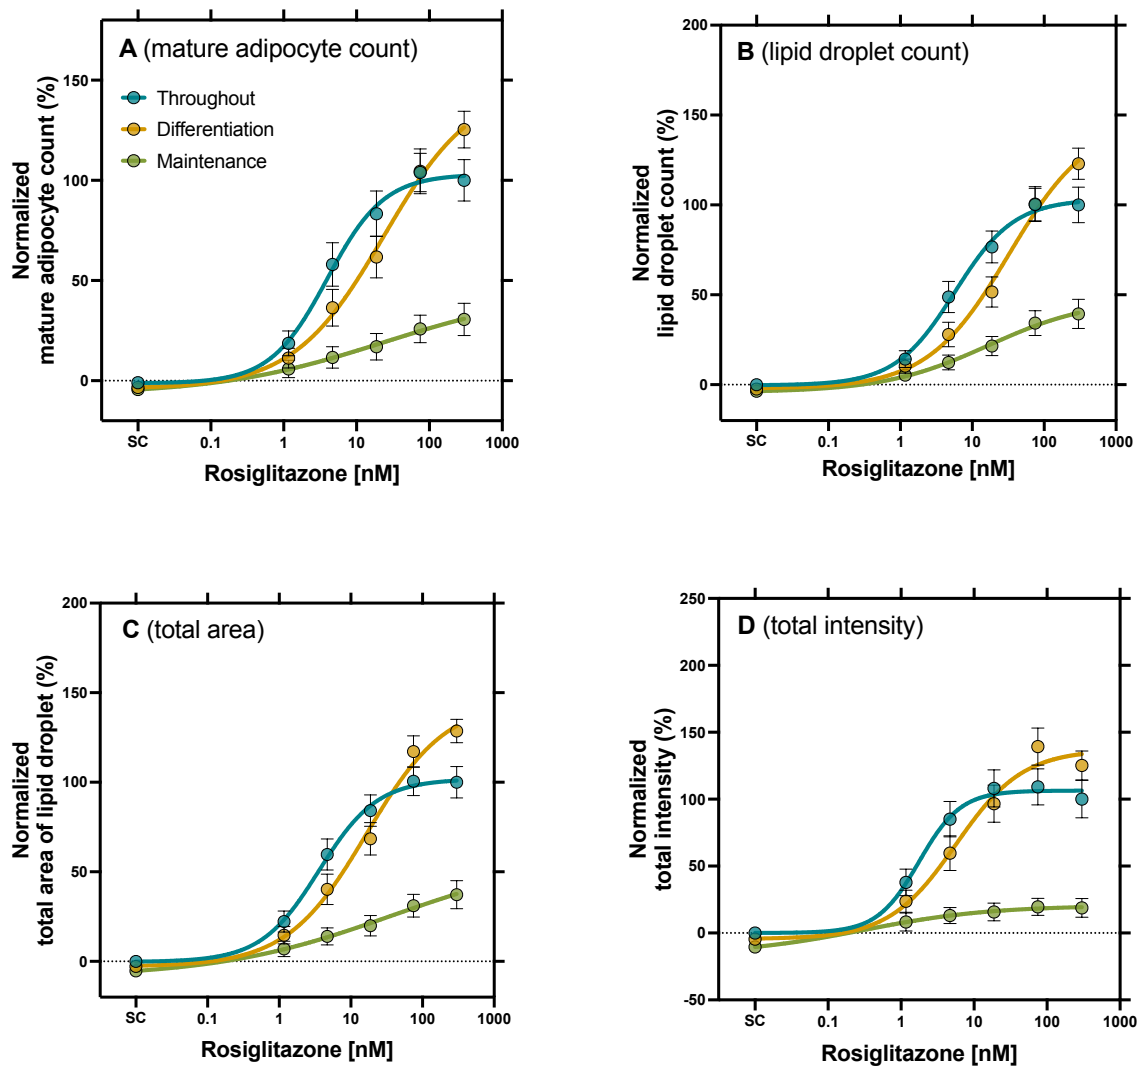 A (mature adipocyte count)
Throughout
Differentiation
Maintenance
Normalized
mature adipocyte count (%)
150
100
50
0
SC
0.1
1
10
100
1000
Rosiglitazone [nM]
B (lipid droplet count)
Normalized
lipid droplet count (%)
200
150
100
50
0
SC
0.1
1
10
100
1000
Rosiglitazone [nM]
C (total area)
Normalized
total area of lipid droplet (%)
200
150
100
50
0
SC
0.1
1
10
100
1000
Rosiglitazone [nM]
D (total intensity)
Normalized
total intensity (%)
250
200
150
100
50
0
-50
SC
0.1
1
10
100
1000
Rosiglitazone [nM]